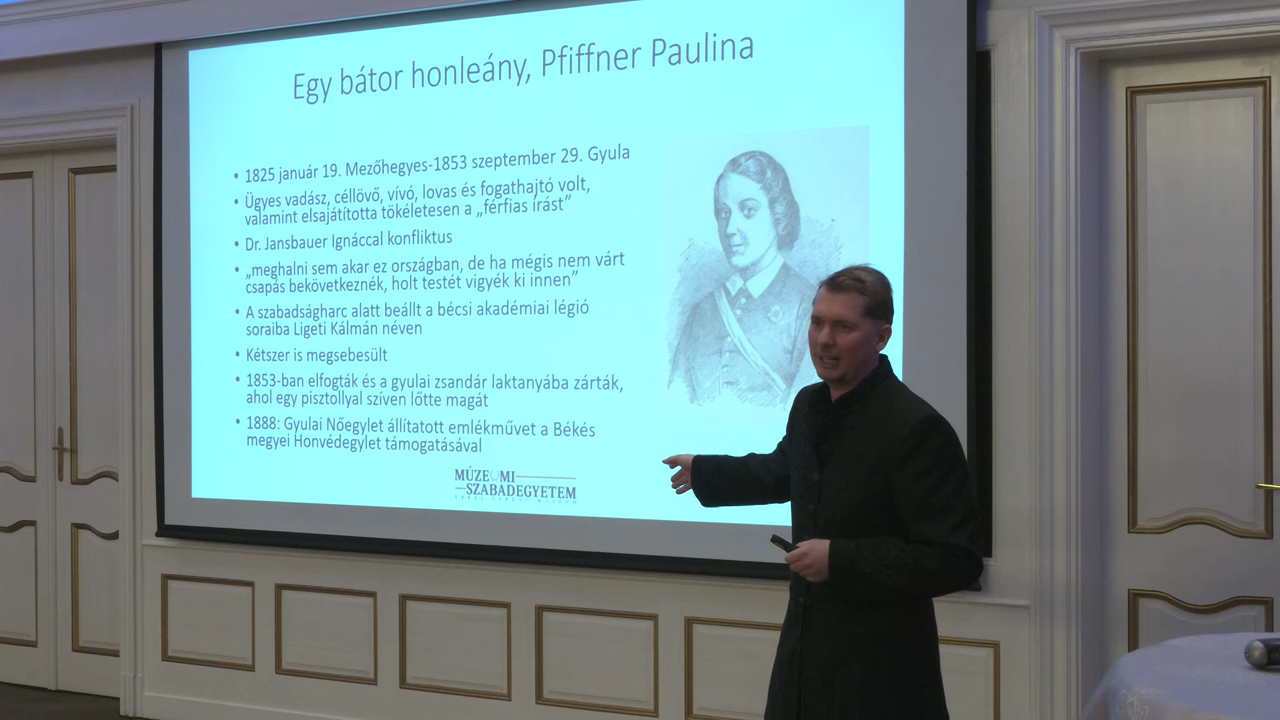 Egy bátor honleány, Pfiffner Paulina
• 1825 január 19. Mezőhegyes-1853 szeptember 29. Gyula
• Ügyes vadász, céllövő, vívó, lovas és fogathajtó volt,
valamint elsajátította tökéletesen a „férfias írást”
• Dr. Jansbauer Ignáccal konfliktus
• „meghalni sem akar ez országban, de ha mégis nem várt
csapás bekövetkeznék, holt testét vigyék ki innen”
• A szabadságharc alatt beállt a bécsi akadémiai légió
soraiba Ligeti Kálmán néven
• Kétszer is megsebesült
• 1853-ban elfogták és a gyulai zsandár laktanyába zárták,
ahol egy pisztollyal szíven lőtte magát
• 1888: Gyulai Nőegylet állítatott emlékművet a Békés
megyei Honvédegylet támogatásával
MÚZEUMI
SZABADEGYETEM